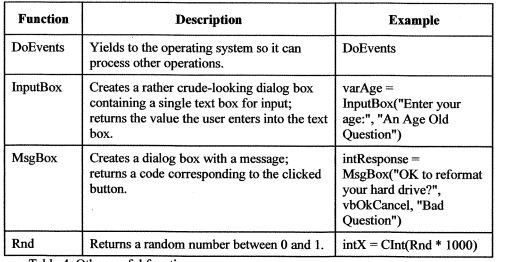 Function Description Example
DoEvents Yields to the operating system so it can DoEvents
process other operations.
InputBox Creates a rather crude-looking dialog box varAge =
containing a single text box for input; InputBox("Enter your
returns the value the user enters into the text age:", "An Age Old
box. Question")
MsgBox Creates a dialog box with a message; intResponse =
returns a code corresponding to the clicked MsgBox("OK to reformat
button. your hard drive?",
vbOkCancel, "Bad
Question")
Rnd Returns a random number between 0 and 1. intX = CInt(Rnd * 1000)